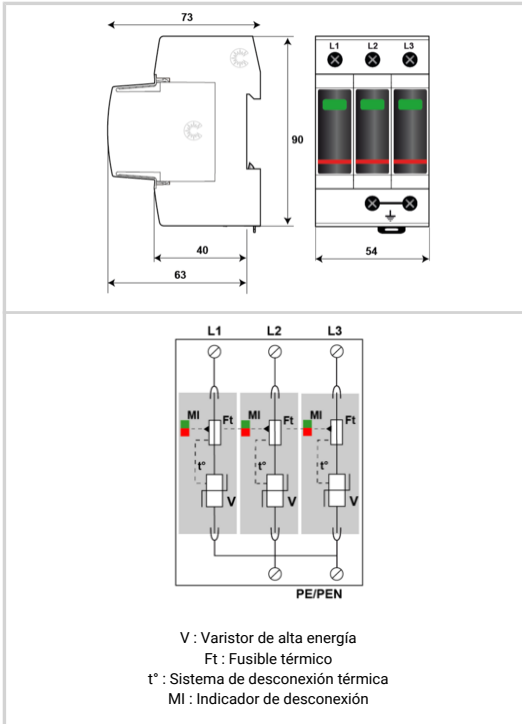 73
L1 L2 L3
90
40
63
54
L1 L2 L3
MI Ft MI Ft MI Ft
t° t° t°
V V V
PE/PEN
V : Varistor de alta energía
Ft : Fusible térmico
t° : Sistema de desconexión térmica
MI : Indicador de desconexión